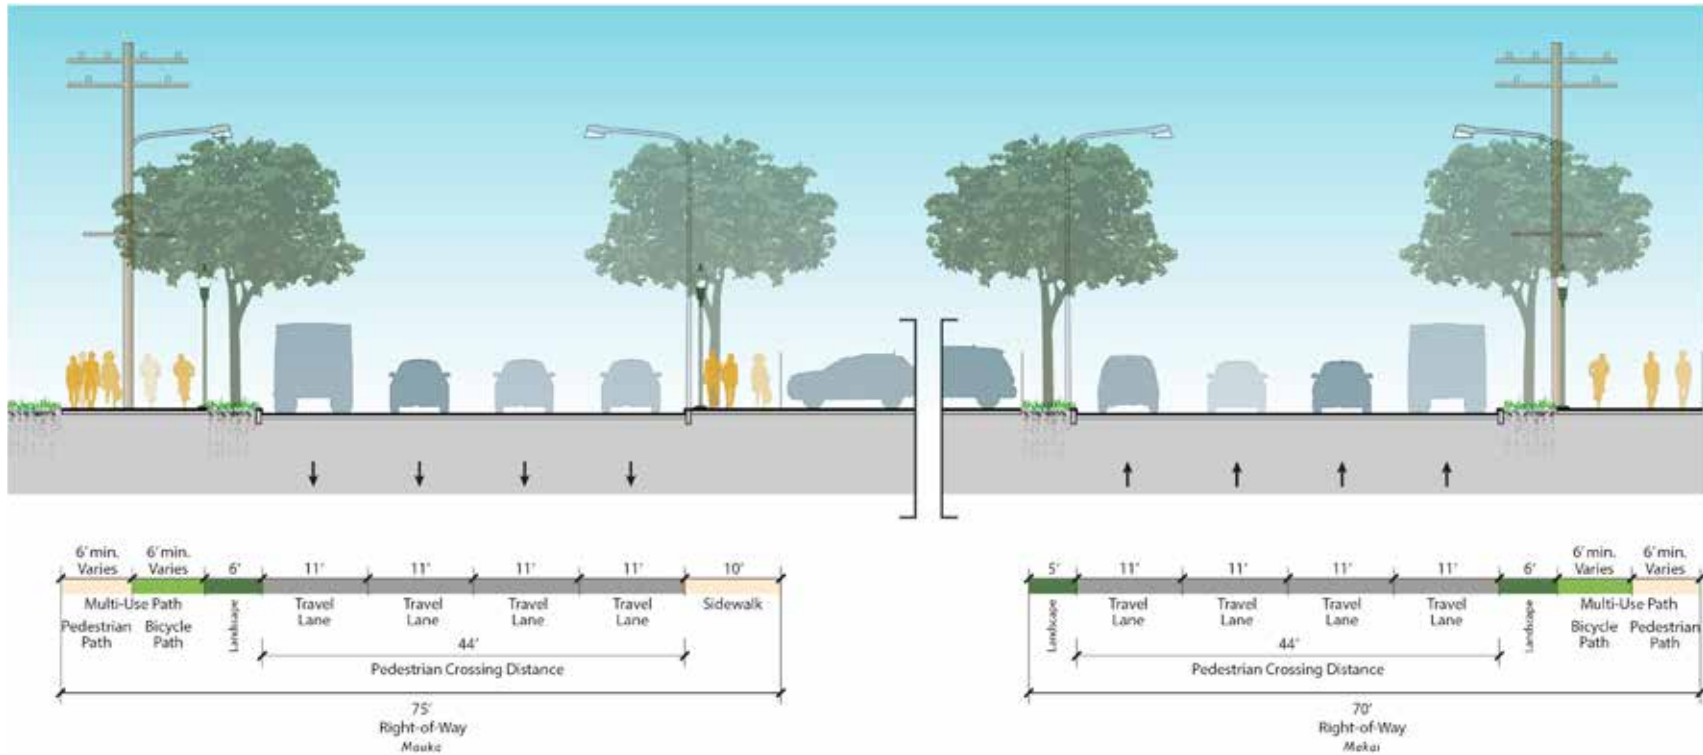 6' min.
Varies
6' min.
Varies
6'
11'
11'
11'
11'
10'
Multi-Use Path
Pedestrian
Path
Bicycle
Path
Landscape
Travel
Lane
Travel
Lane
Travel
Lane
Travel
Lane
Sidewalk
44'
Pedestrian Crossing Distance
75'
Right-of-Way
Mauka
5'
11'
11'
11'
11'
6'
6' min.
Varies
6' min.
Varies
Landscape
Travel
Lane
Travel
Lane
Travel
Lane
Travel
Lane
Landscape
Multi-Use Path
Bicycle
Path
Pedestrian
Path
44'
Pedestrian Crossing Distance
70'
Right-of-Way
Makai